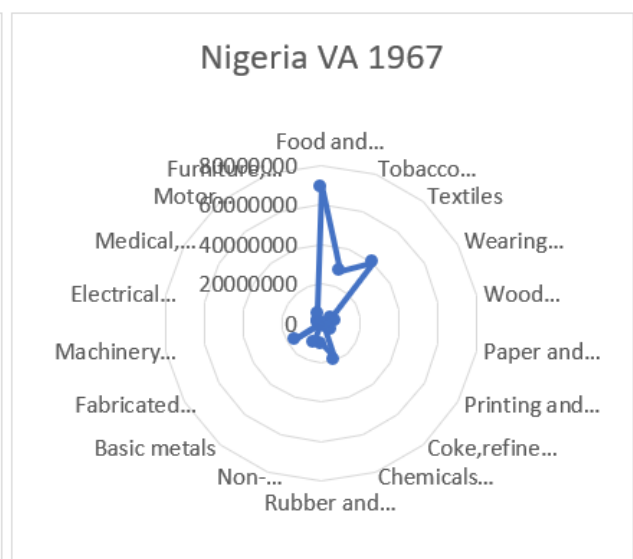 Nigeria VA 1967
Food and...
80000000
Furniture,...
Tobacco...
60000000
Motor...
Textiles
40000000
Medical,...
Wearing...
20000000
Electrical...
Wood...
0
Machinery...
Paper and...
Fabricated...
Printing and...
Basic metals
Coke,refine...
Non-...
Chemicals...
Rubber and...